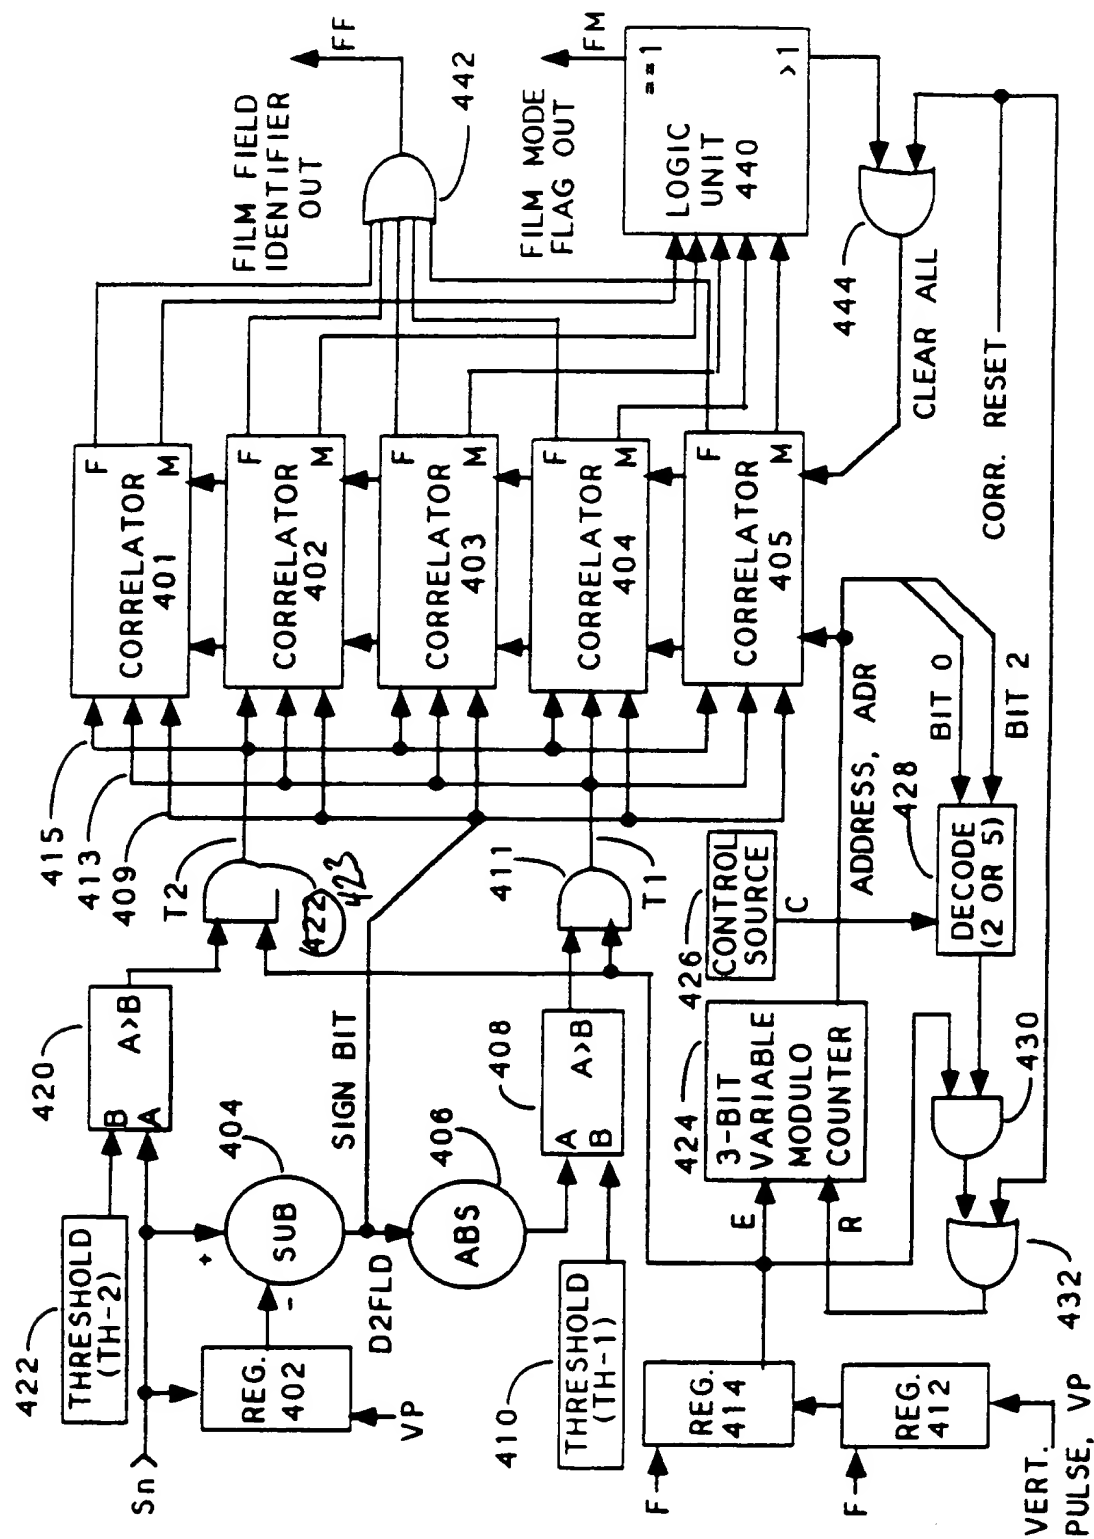 Sn
422
THRESHOLD
(TH-2)
REG.
402
VP
+
-
SUB
404
D2FLD
ABS
406
SIGN BIT
420
B
A
A>B
410
THRESHOLD
(TH-1)
408
A
B
A>B
T2
422
423
411
T1
415
413
409
CORRELATOR
401
F
M
CORRELATOR
402
F
M
CORRELATOR
403
F
M
CORRELATOR
404
F
M
CORRELATOR
405
F
M
FILM FIELD
IDENTIFIER
OUT
FF
442
FILM MODE
FLAG OUT
FM
LOGIC
UNIT
440
==1
>1
444
CLEAR ALL
CORR. RESET
F
REG.
414
F
REG.
412
VERT.
PULSE, VP
E
R
424
3-BIT
VARIABLE
MODULO
COUNTER
426
CONTROL
SOURCE
C
ADDRESS, ADR
428
DECODE
(2 OR 5)
BIT 0
BIT 2
430
432